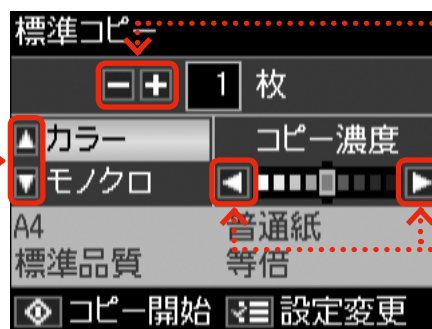 標準コピー
− + 1 枚
▲ カラー
コピー濃度
▼ モノクロ
A4
普通紙
標準品質
等倍
コピー開始
設定変更